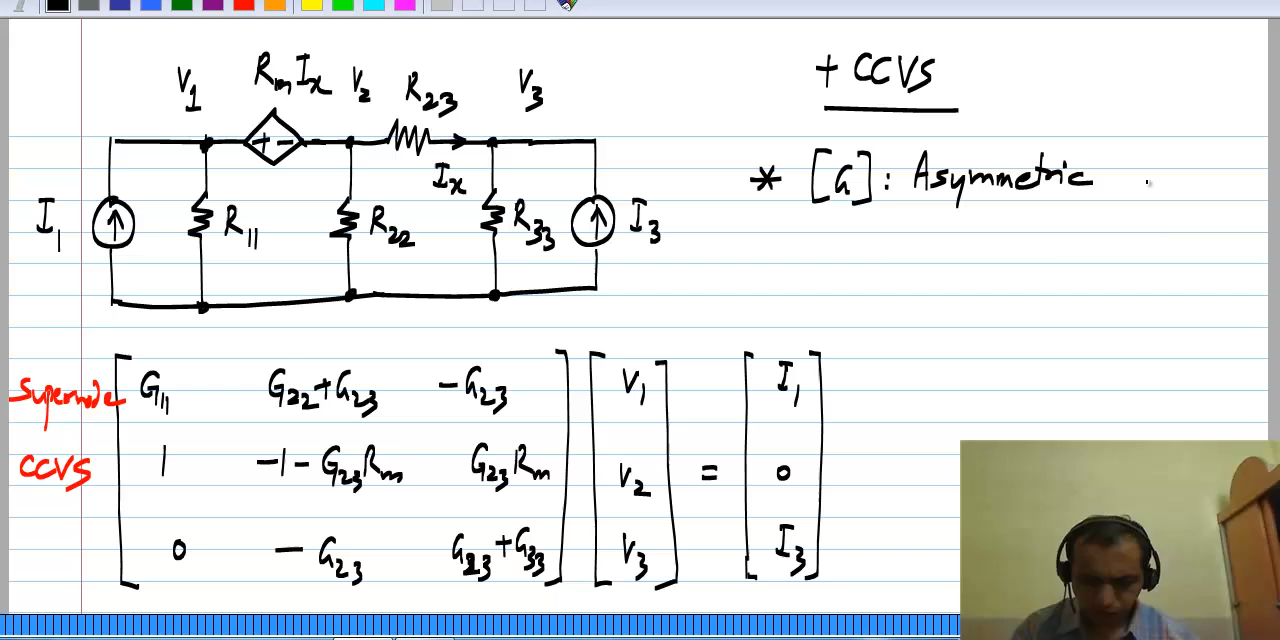 + CCVS
V1 RmIx V2 R23 V3
Ix
* [G] : Asymmetric
I1 R11 R22 R33 I3
Supernode G11 G22+G23 -G23 V1 I1
CCVS 1 -1-G23Rm G23Rm V2 = 0
0 -G23 G23+G33 V3 I3